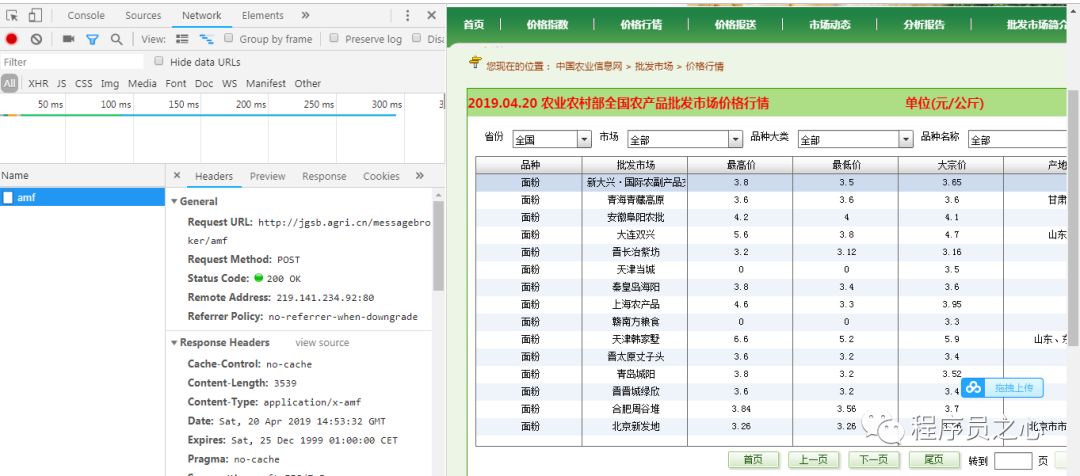 Console Sources Network Elements »
View: Group by frame Preserve log Disa
Filter Hide data URLs
All XHR JS CSS Img Media Font Doc WS Manifest Other
50 ms 100 ms 150 ms 200 ms 250 ms 300 ms 3
Name
amf
× Headers Preview Response Cookies »
General
Request URL: http://jgsb.agri.cn/messagebro
ker/amf
Request Method: POST
Status Code: 200 OK
Remote Address: 219.141.234.92:80
Referrer Policy: no-referrer-when-downgrade
Response Headers view source
Cache-Control: no-cache
Content-Length: 3539
Content-Type: application/x-amf
Date: Sat, 20 Apr 2019 14:53:32 GMT
Expires: Sat, 25 Dec 1999 01:00:00 CET
Pragma: no-cache
首页 价格指数 价格行情 价格报送 市场动态 分析报告 批发市场简介
您现在的位置： 中国农业信息网 > 批发市场 > 价格行情
2019.04.20 农业农村部全国农产品批发市场价格行情 单位(元/公斤)
省份 全国 市场 全部 品种大类 全部 品种名称 全部
品种 批发市场 最高价 最低价 大宗价 产地
面粉 新大兴·国际农副产品交 3.8 3.5 3.65
面粉 青海青藏高原 3.6 3.6 3.6 甘肃
面粉 安徽阜阳农批 4.2 4 4.1
面粉 大连双兴 5.6 3.8 4.7 山东
面粉 晋长冶紫坊 3.2 3.12 3.16
面粉 天津当城 0 0 3.5
面粉 秦皇岛海阳 3.8 3.4 3.6
面粉 上海农产品 4.6 3.3 3.95
面粉 赣南方粮食 0 0 3.3
面粉 天津韩家墅 6.6 5.2 5.9 山东、东
面粉 晋太原丈子头 3.6 3.2 3.4
面粉 青岛城阳 3.8 3.2 3.52
面粉 晋晋城绿欣 3.6 3.2 3.4
面粉 合肥周谷堆 3.84 3.56 3.7
面粉 北京新发地 3.26 3.26 北京市市
拖拽上传
程序员之心
首页 上一页 下一页 尾页 转到 页